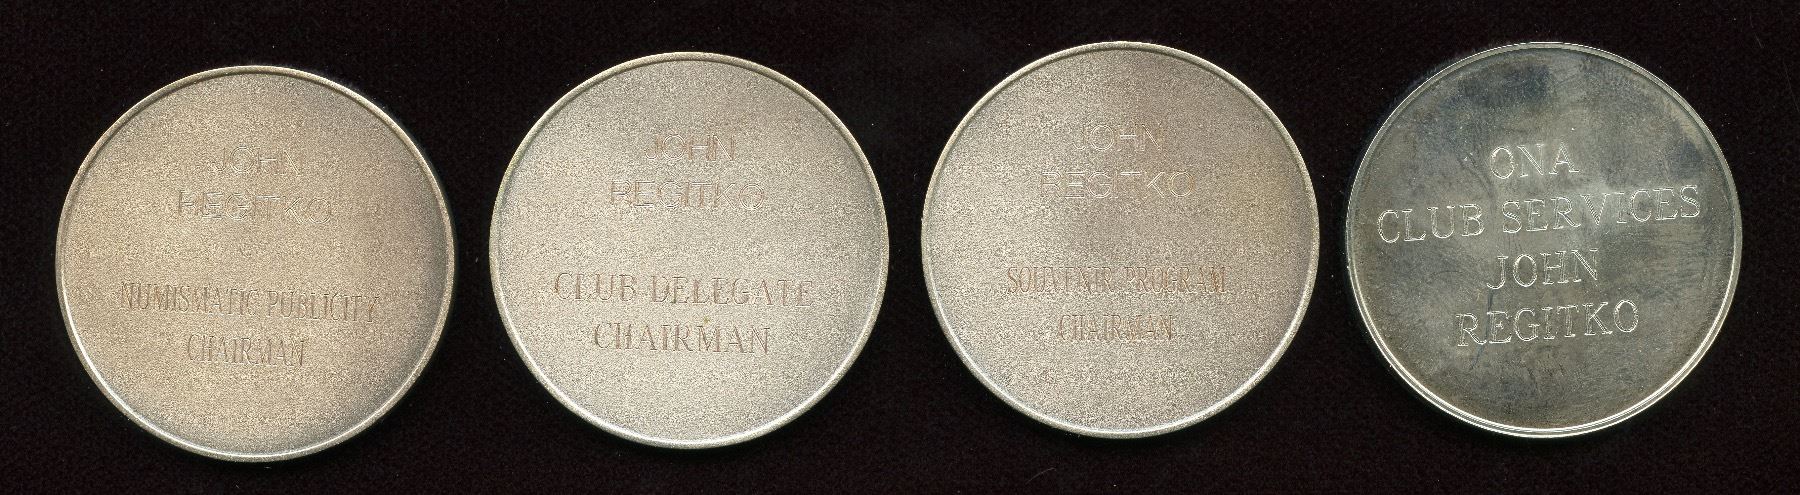 JOHN
REGITKO
NUMISMATIC PUBLICITY
CHAIRMAN
JOHN
REGITKO
CLUB DELEGATE
CHAIRMAN
JOHN
REGITKO
SOUVENIR PROGRAM
CHAIRMAN
ONA
CLUB SERVICES
JOHN
REGITKO